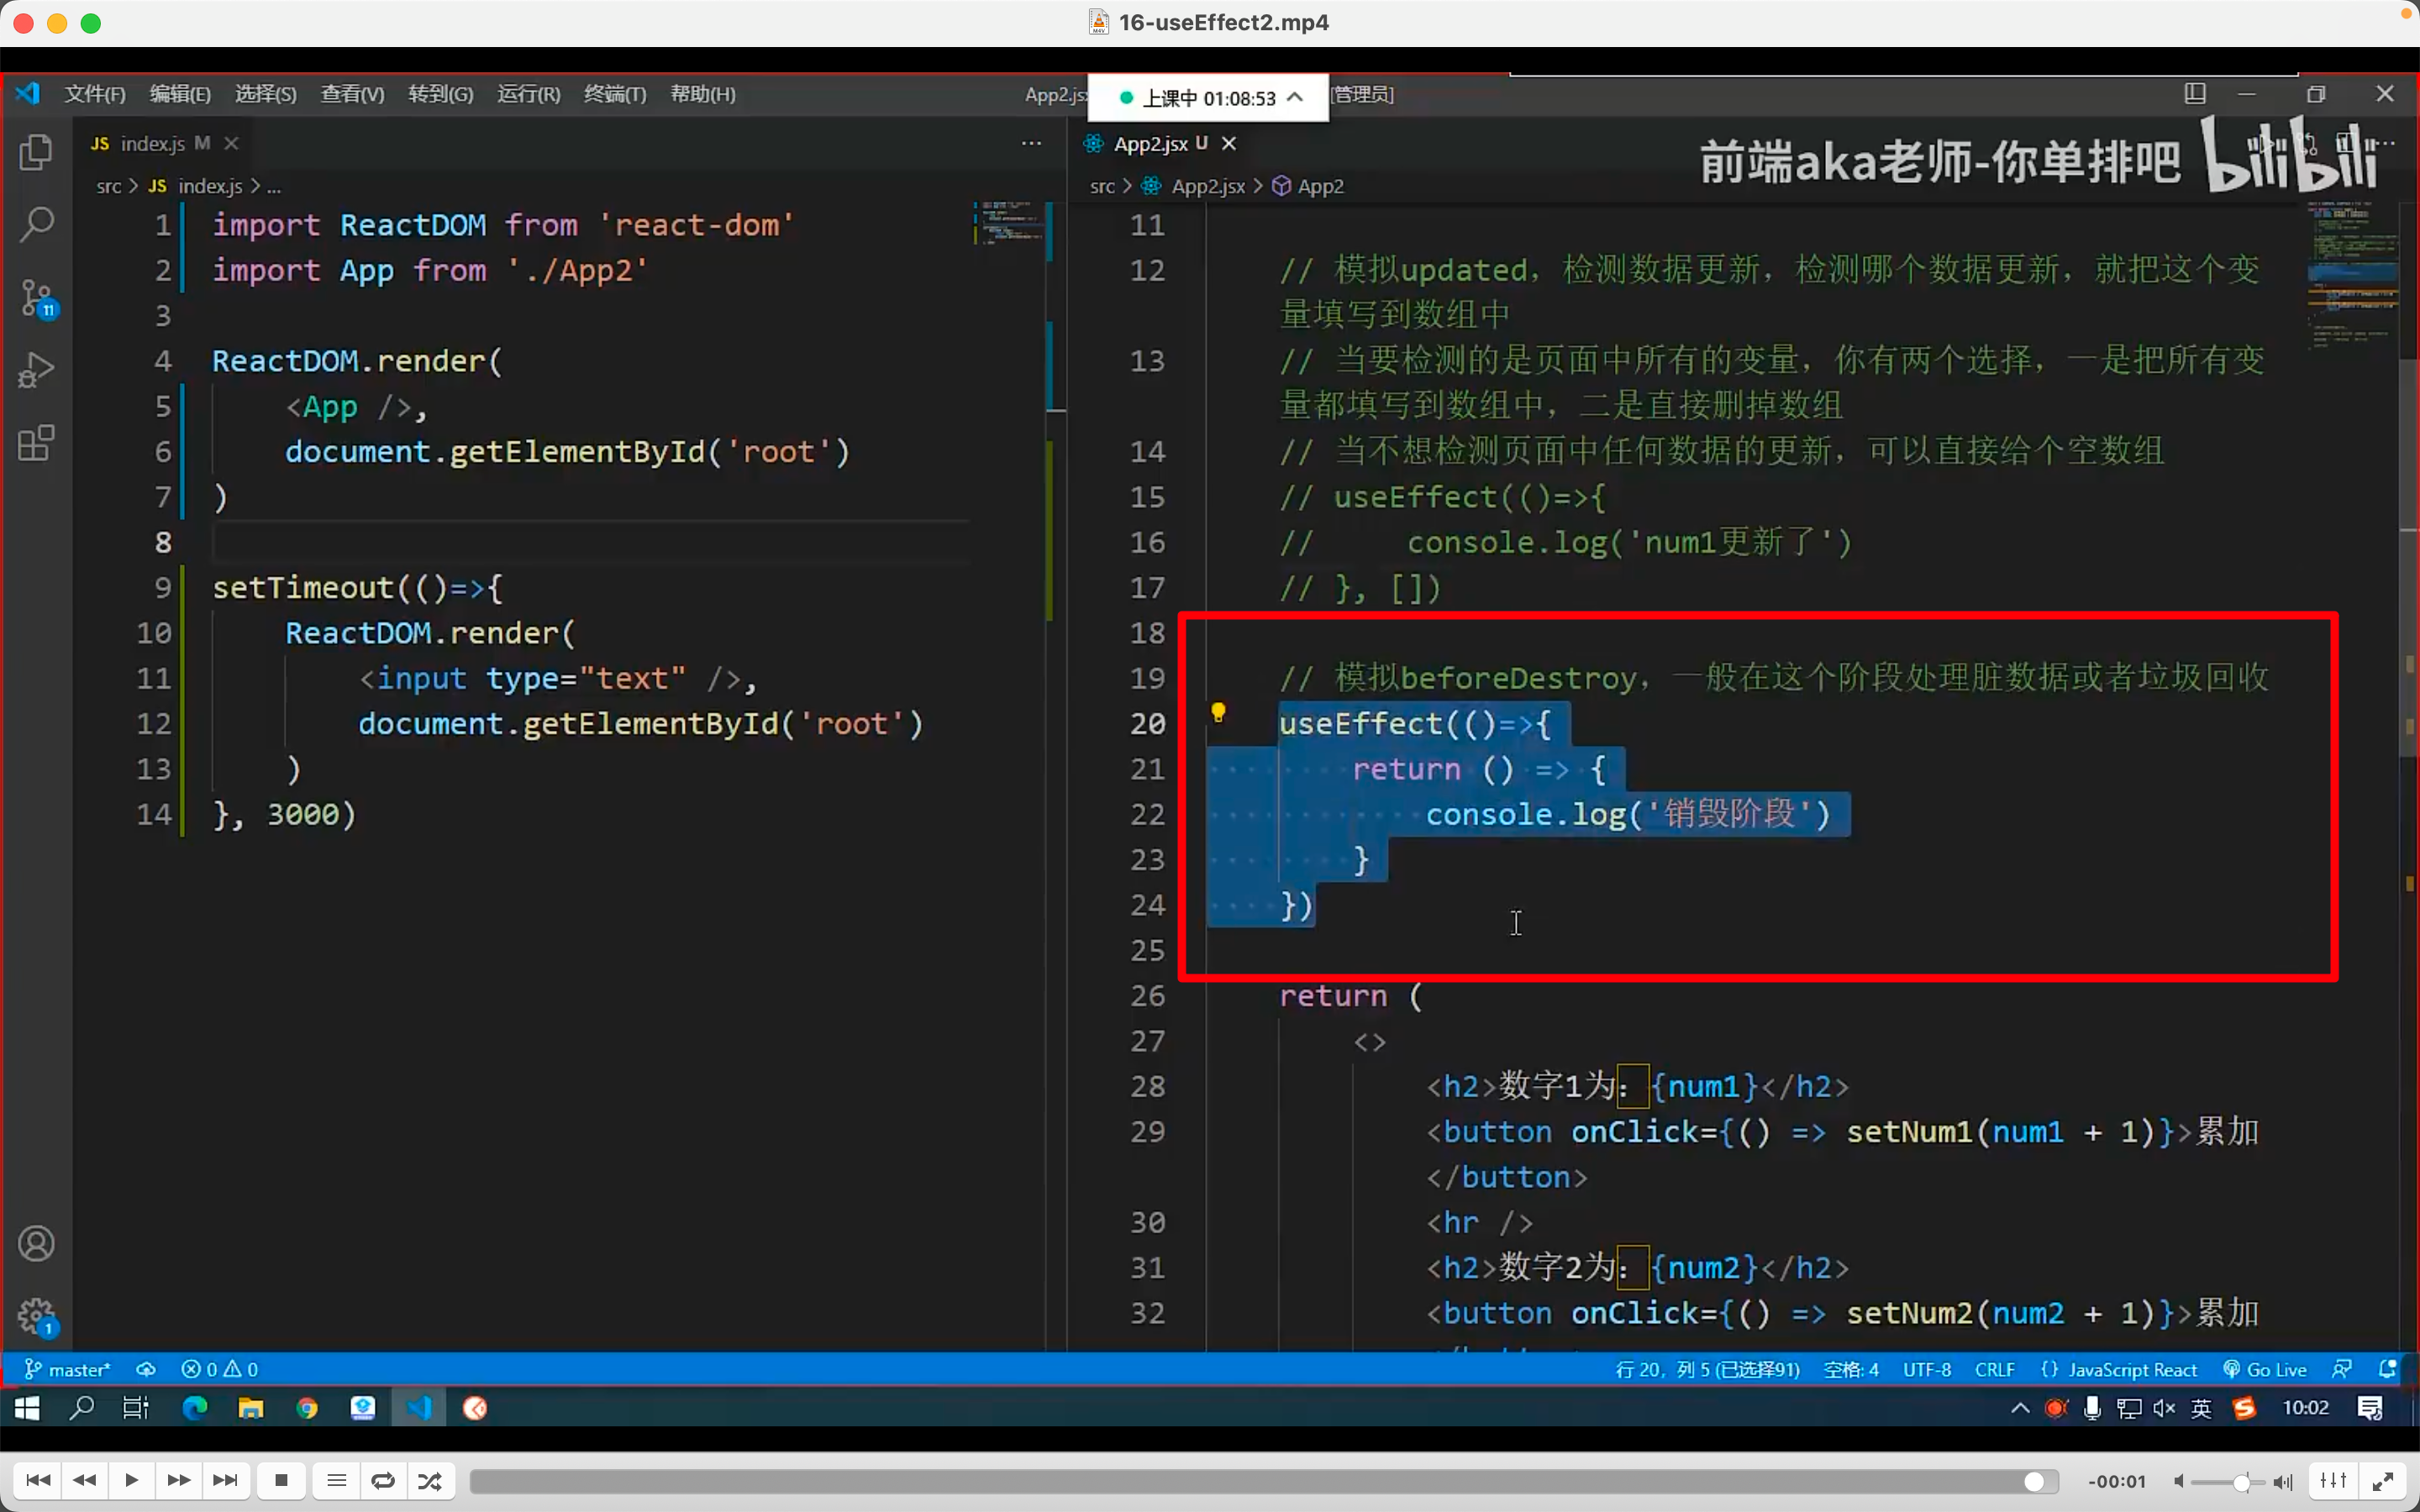 16-useEffect2.mp4
文件(F) 编辑(E) 选择(S) 查看(V) 转到(G) 运行(R) 终端(T) 帮助(H)
App2.js
上课中 01:08:53
[管理员]
JS index.js M
src > JS index.js > ...
1 import ReactDOM from 'react-dom'
2 import App from './App2'
3
4 ReactDOM.render(
5 <App />,
6 document.getElementById('root')
7 )
8
9 setTimeout(()=>{
10 ReactDOM.render(
11 <input type="text" />,
12 document.getElementById('root')
13 )
14 }, 3000)
App2.jsx U
前端aka老师-你单排吧 bilibili
src > App2.jsx > App2
11
12 // 模拟updated，检测数据更新，检测哪个数据更新，就把这个变
量填写到数组中
13 // 当要检测的是页面中所有的变量，你有两个选择，一是把所有变
量都填写到数组中，二是直接删掉数组
14 // 当不想检测页面中任何数据的更新，可以直接给个空数组
15 // useEffect(()=>{
16 // console.log('num1更新了')
17 // }, [])
18
19 // 模拟beforeDestroy，一般在这个阶段处理脏数据或者垃圾回收
20 useEffect(()=>{
21 return () => {
22 console.log('销毁阶段')
23 }
24 })
25
26 return (
27 <>
28 <h2>数字1为：{num1}</h2>
29 <button onClick={() => setNum1(num1 + 1)}>累加
</button>
30 <hr />
31 <h2>数字2为：{num2}</h2>
32 <button onClick={() => setNum2(num2 + 1)}>累加
11
1
master* 0 0
行 20，列 5 (已选择91) 空格: 4 UTF-8 CRLF {} JavaScript React Go Live
英 10:02
-00:01